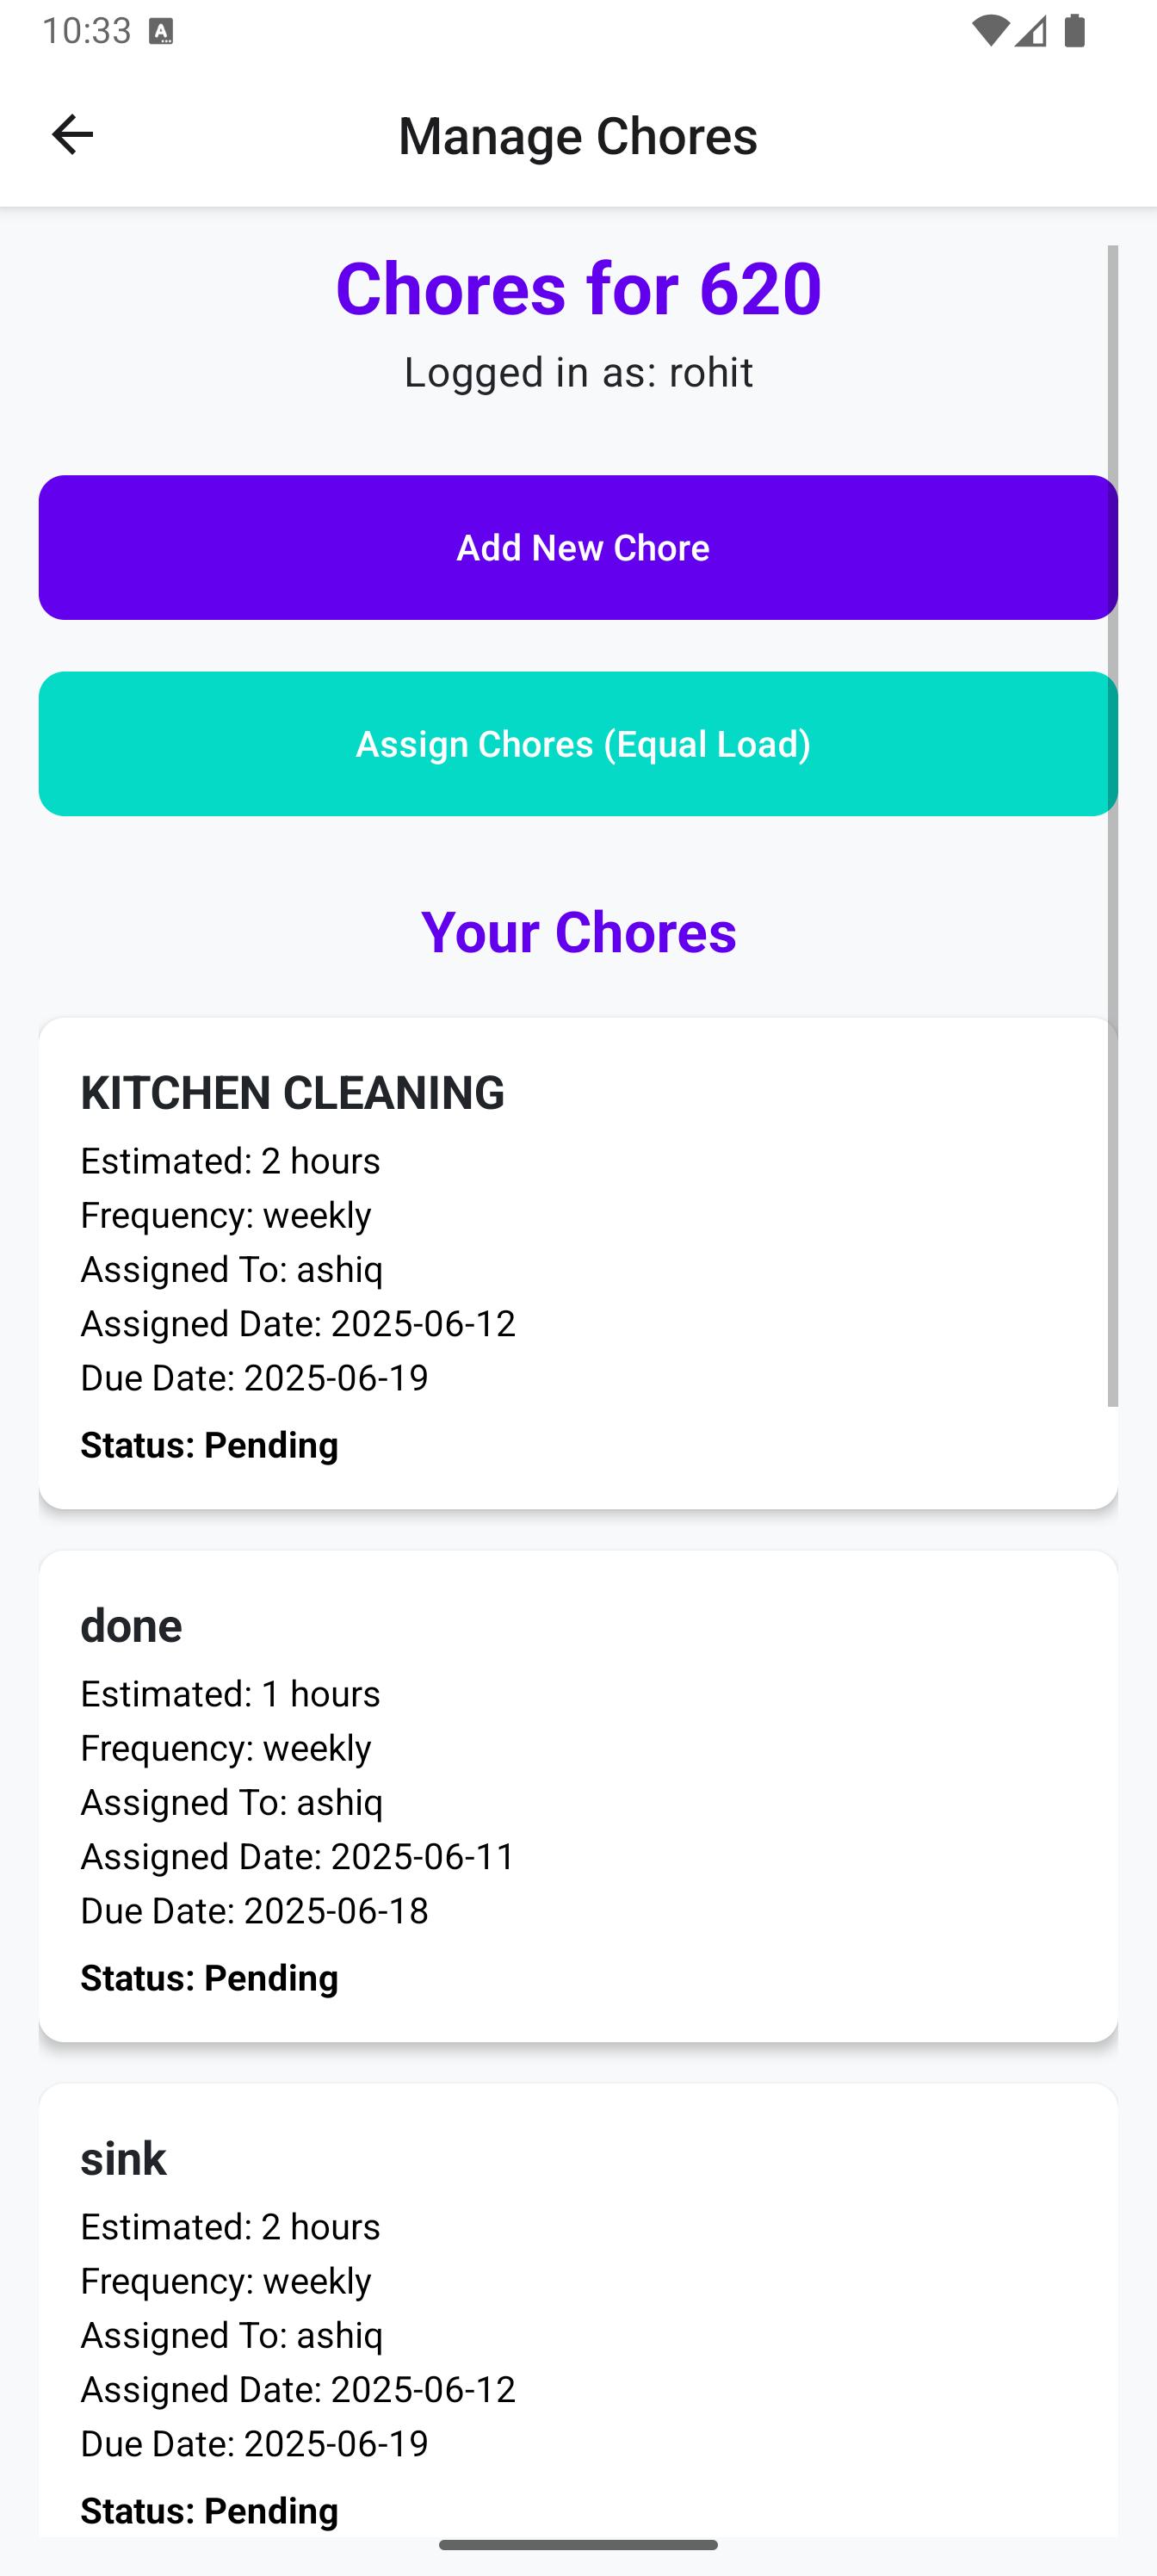 10:33
Manage Chores
Chores for 620
Logged in as: rohit
Add New Chore
Assign Chores (Equal Load)
Your Chores
KITCHEN CLEANING
Estimated: 2 hours
Frequency: weekly
Assigned To: ashiq
Assigned Date: 2025-06-12
Due Date: 2025-06-19
Status: Pending
done
Estimated: 1 hours
Frequency: weekly
Assigned To: ashiq
Assigned Date: 2025-06-11
Due Date: 2025-06-18
Status: Pending
sink
Estimated: 2 hours
Frequency: weekly
Assigned To: ashiq
Assigned Date: 2025-06-12
Due Date: 2025-06-19
Status: Pending